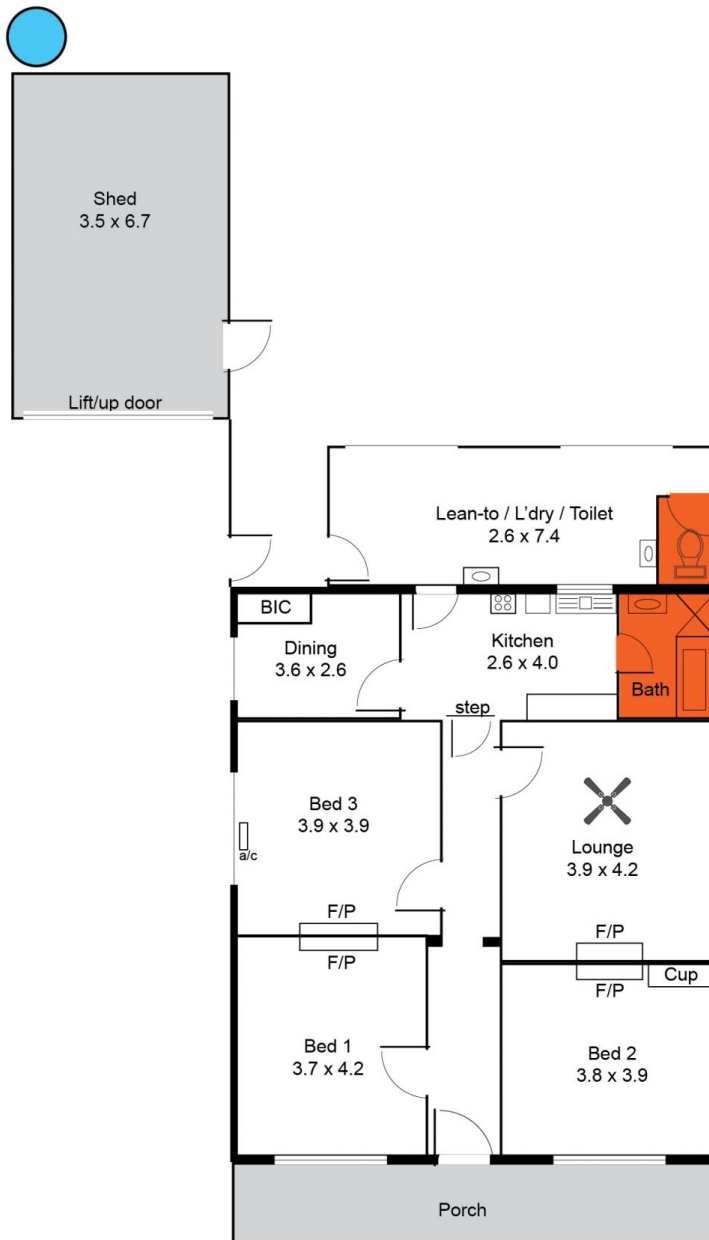 Shed
3.5 x 6.7
Lift/up door
Lean-to / L'dry / Toilet
2.6 x 7.4
BIC
Dining
3.6 x 2.6
Kitchen
2.6 x 4.0
Bath
step
Bed 3
3.9 x 3.9
a/c
Lounge
3.9 x 4.2
F/P
F/P
F/P
F/P
Cup
Bed 1
3.7 x 4.2
Bed 2
3.8 x 3.9
Porch